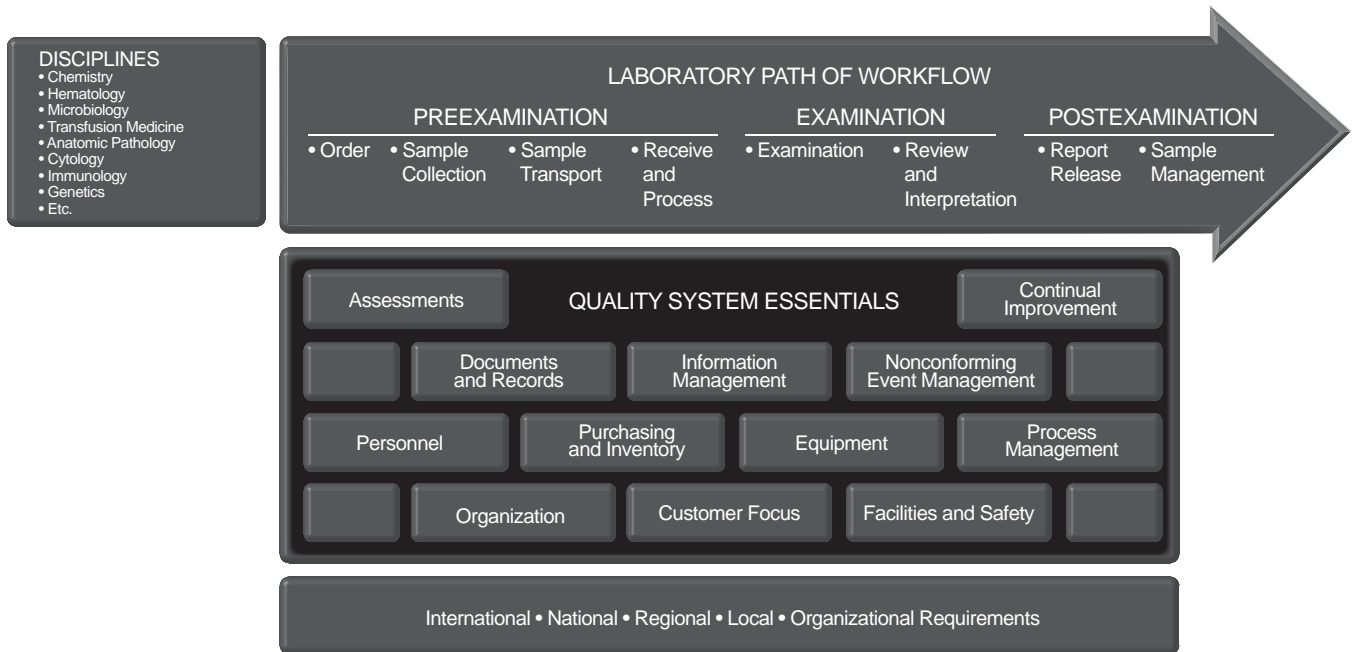 DISCIPLINES
• Chemistry
• Hematology
• Microbiology
• Transfusion Medicine
• Anatomic Pathology
• Cytology
• Immunology
• Genetics
• Etc.
LABORATORY PATH OF WORKFLOW
PREEXAMINATION
• Order
• Sample
Collection
• Sample
Transport
• Receive
and
Process
EXAMINATION
• Examination
• Review
and
Interpretation
POSTEXAMINATION
• Report
Release
• Sample
Management
QUALITY SYSTEM ESSENTIALS
Assessments
Continual
Improvement
Documents
and Records
Information
Management
Nonconforming
Event Management
Personnel
Purchasing
and Inventory
Equipment
Process
Management
Organization
Customer Focus
Facilities and Safety
International • National • Regional • Local • Organizational Requirements